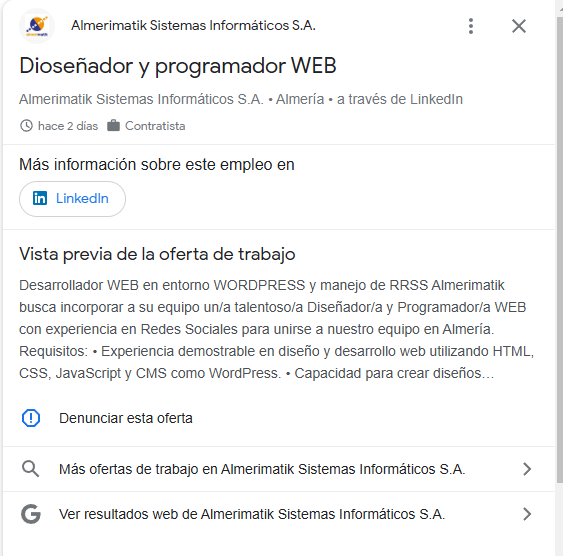 Almerimatik Sistemas Informáticos S.A.
Dioseñador y programador WEB
Almerimatik Sistemas Informáticos S.A. • Almería • a través de LinkedIn
hace 2 días Contratista
Más información sobre este empleo en
LinkedIn
Vista previa de la oferta de trabajo
Desarrollador WEB en entorno WORDPRESS y manejo de RRSS Almerimatik
busca incorporar a su equipo un/a talentoso/a Diseñador/a y Programador/a WEB
con experiencia en Redes Sociales para unirse a nuestro equipo en Almería.
Requisitos: • Experiencia demostrable en diseño y desarrollo web utilizando HTML,
CSS, JavaScript y CMS como WordPress. • Capacidad para crear diseños…
Denunciar esta oferta
Más ofertas de trabajo en Almerimatik Sistemas Informáticos S.A.
Ver resultados web de Almerimatik Sistemas Informáticos S.A.